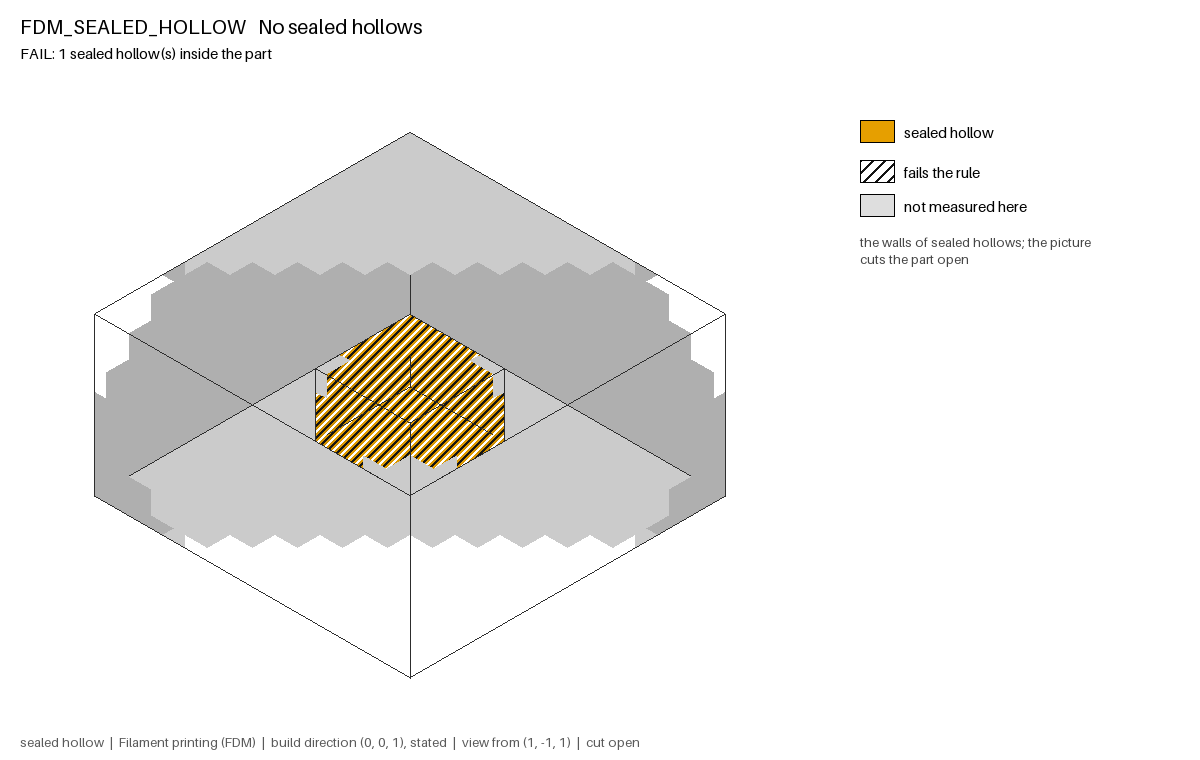 FDM_SEALED_HOLLOW No sealed hollows
FAIL: 1 sealed hollow(s) inside the part
sealed hollow
fails the rule
not measured here
the walls of sealed hollows; the picture
cuts the part open
sealed hollow | Filament printing (FDM) | build direction (0, 0, 1), stated | view from (1, -1, 1) | cut open